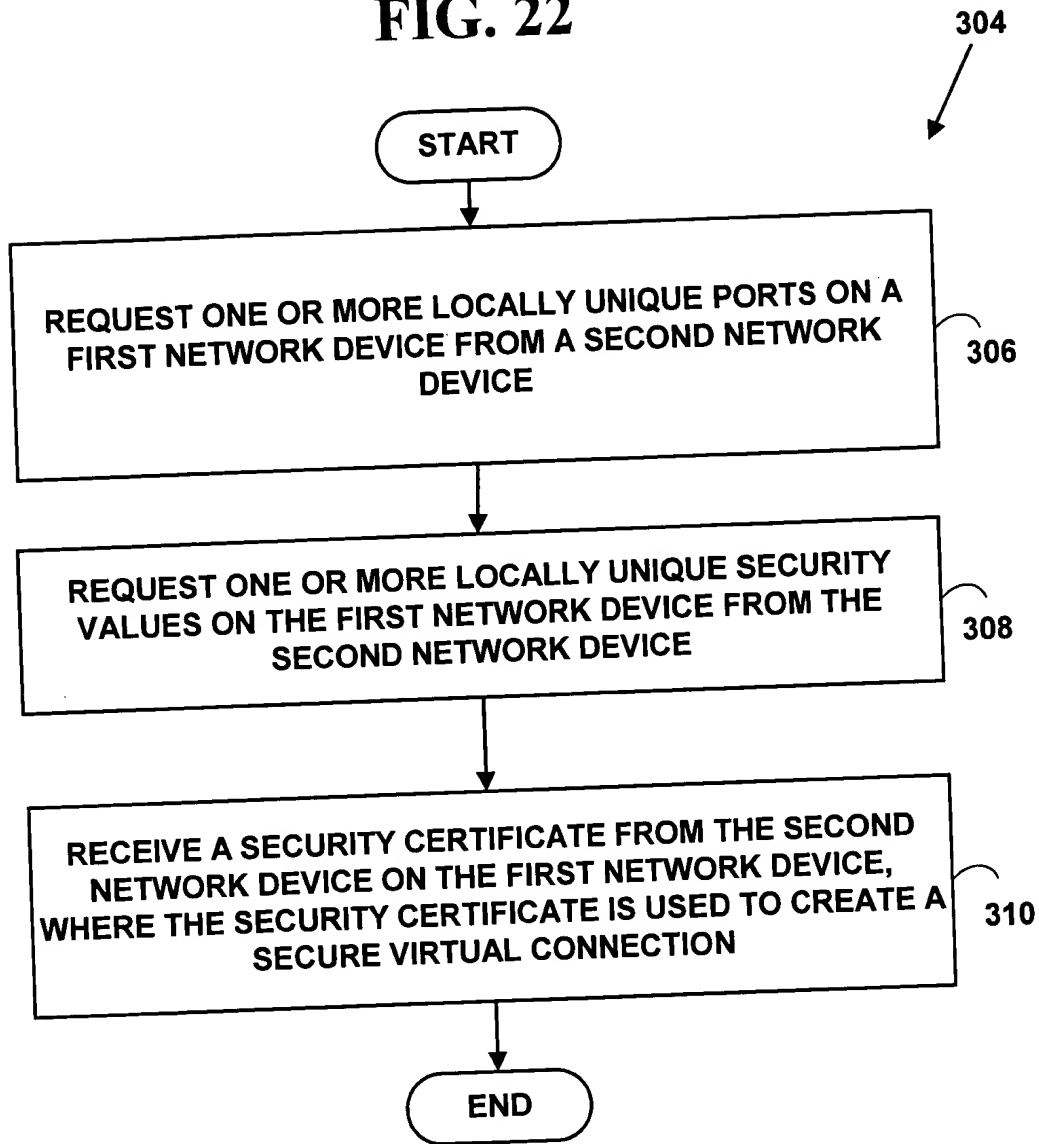 FIG. 22
304
START
REQUEST ONE OR MORE LOCALLY UNIQUE PORTS ON A
FIRST NETWORK DEVICE FROM A SECOND NETWORK
DEVICE
306
REQUEST ONE OR MORE LOCALLY UNIQUE SECURITY
VALUES ON THE FIRST NETWORK DEVICE FROM THE
SECOND NETWORK DEVICE
308
RECEIVE A SECURITY CERTIFICATE FROM THE SECOND
NETWORK DEVICE ON THE FIRST NETWORK DEVICE,
WHERE THE SECURITY CERTIFICATE IS USED TO CREATE A
SECURE VIRTUAL CONNECTION
310
END